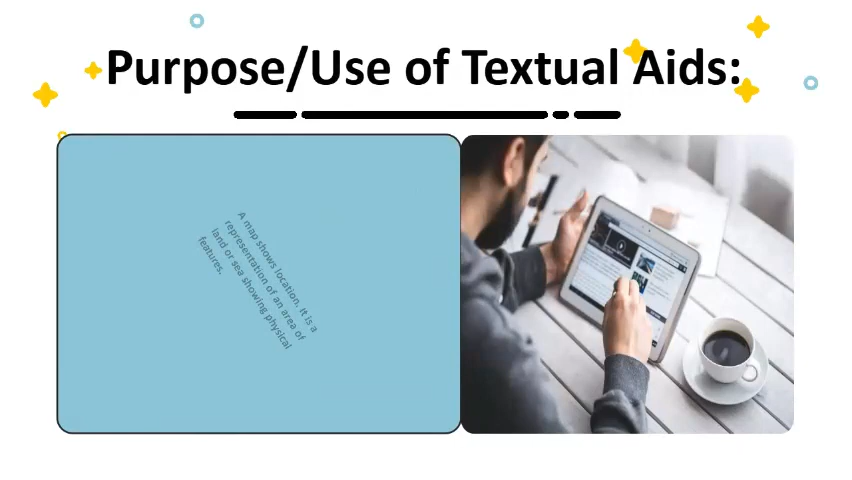 Purpose/Use of Textual Aids:
A map shows location. It is a
representation of an area of
land or sea showing physical
features.